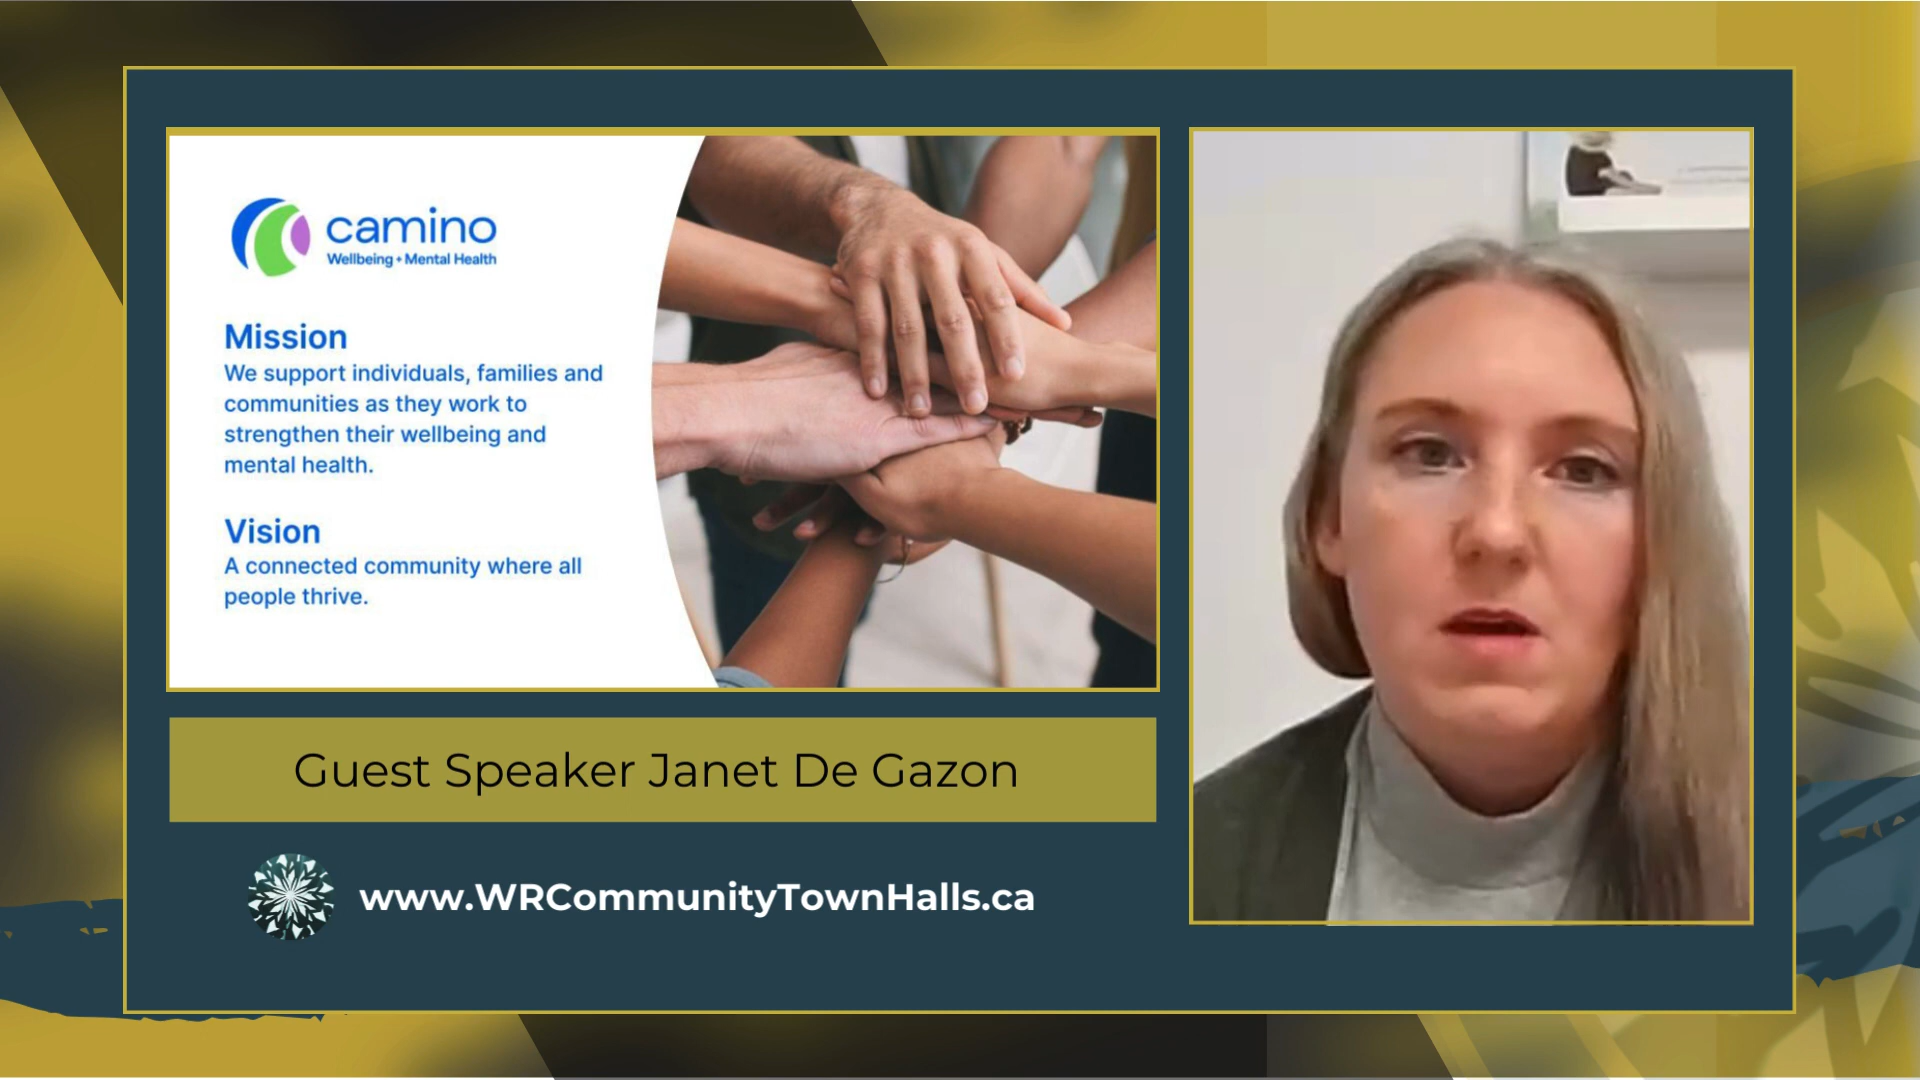 camino
Wellbeing + Mental Health
Mission
We support individuals, families and
communities as they work to
strengthen their wellbeing and
mental health.
Vision
A connected community where all
people thrive.
Guest Speaker Janet De Gazon
www.WRCommunityTownHalls.ca